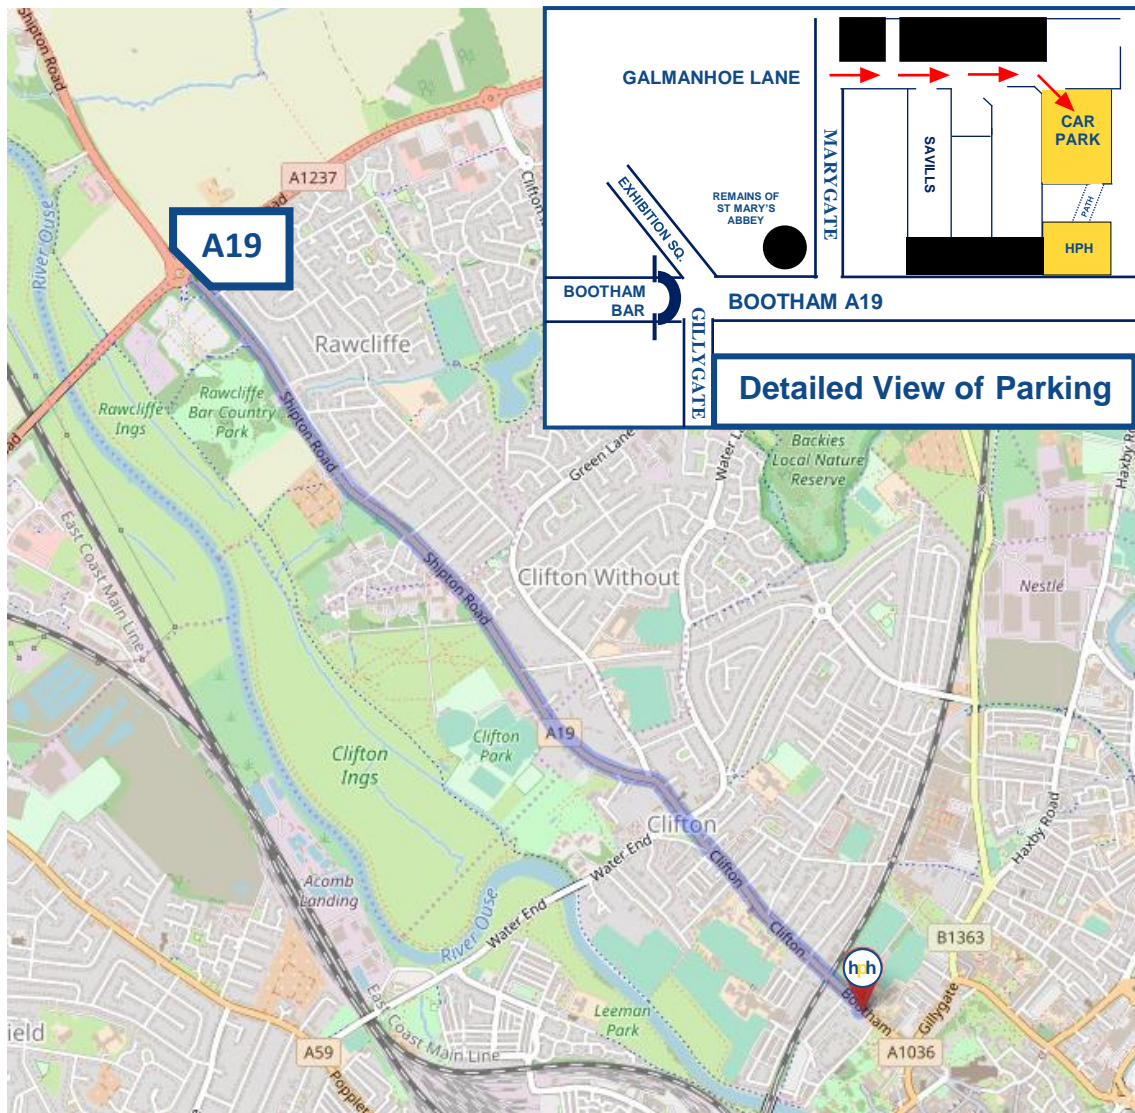 Shipton Road
GALMANHOE LANE
CAR
PARK
SAVILLS
MARYGATE
PATH
HPH
EXHIBITION SQ.
REMAINS OF
ST MARY'S
ABBEY
BOOTHAM
BAR
BOOTHAM A19
GILLYGATE
Detailed View of Parking
A1237
A19
River Ouse
Rawcliffe
Rawcliffe
Bar Country
Park
Rawcliffe
Ings
Shipton Road
Green Lane
Backies
Local Nature
Reserve
East Coast Main Line
Shipton Road
Clifton Without
Nestlé
A19
Clifton
Park
Clifton
Ings
Clifton
Haxby Road
Water End
Clifton
Acomb
Landing
River Ouse
Water End
Clifton
B1363
hph
Bootham
Gillygate
Leeman
Park
East Coast Main Line
A59
A1036